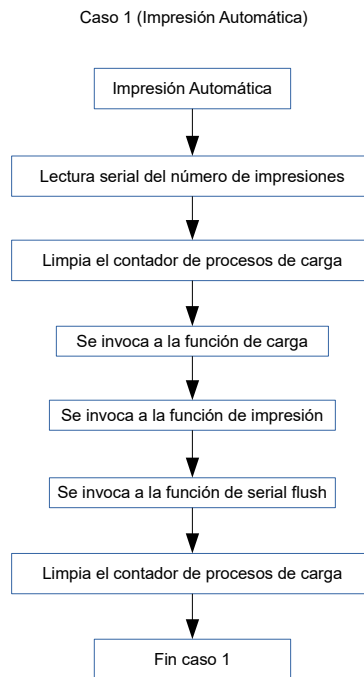 Caso 1 (Impresión Automática)
Impresión Automática
Lectura serial del número de impresiones
Limpia el contador de procesos de carga
Se invoca a la función de carga
Se invoca a la función de impresión
Se invoca a la función de serial flush
Limpia el contador de procesos de carga
Fin caso 1